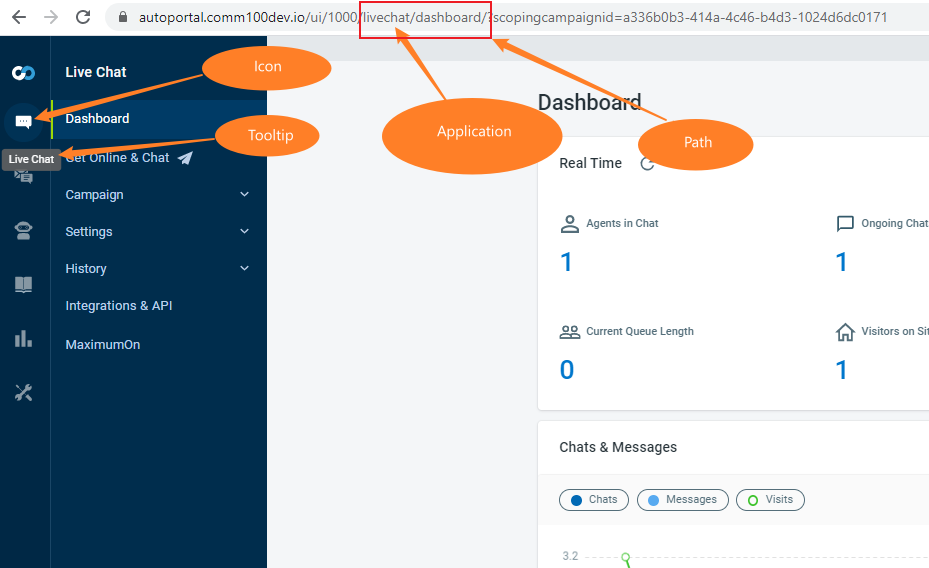 autoportal.comm100dev.io/ui/1000/livechat/dashboard/?scopingcampaignid=a336b0b3-414a-4c46-b4d3-1024d6dc0171
Live Chat
Icon
Dashboard
Tooltip
Live Chat
Get Online & Chat
Campaign
Settings
History
Integrations & API
MaximumOn
Application
Path
Dashboard
Real Time
Agents in Chat
1
Ongoing Chat
1
Current Queue Length
0
Visitors on Sit
1
Chats & Messages
Chats
Messages
Visits
3.2